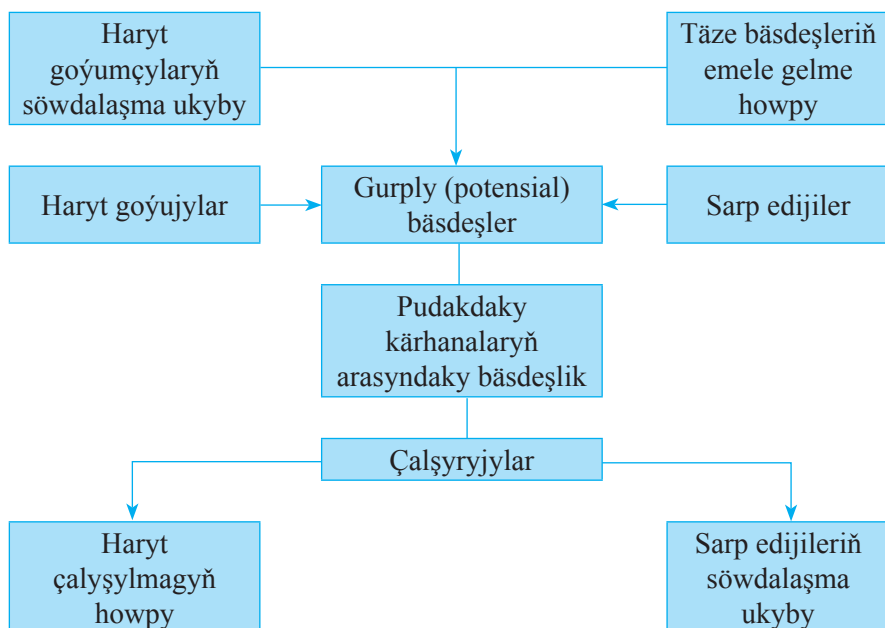 Haryt
goýumçylaryň
söwdalaşma ukyby
Täze bäsdeşleriň
emele gelme
howpy
Haryt goýujylar
Gurply (potensial)
bäsdeşler
Sarp edijiler
Pudakdaky
kärhanalaryň
arasyndaky bäsdeşlik
Çalşyryjylar
Haryt
çalyşylmagyň
howpy
Sarp edijileriň
söwdalaşma
ukyby